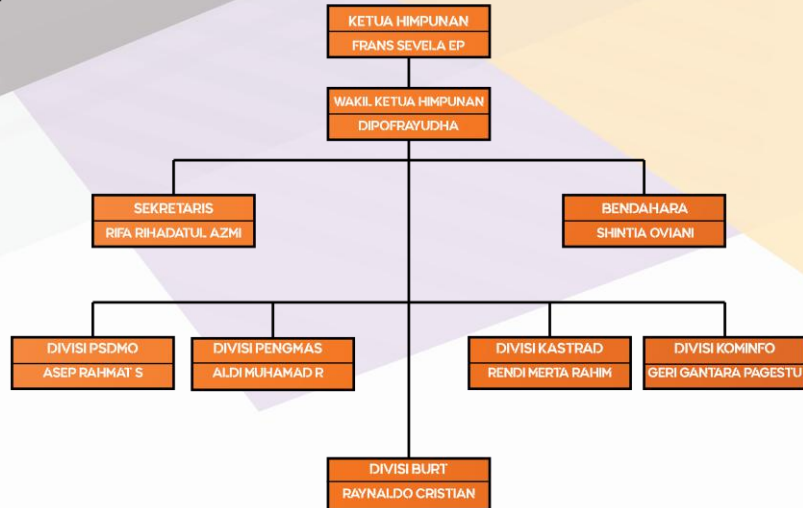 KETUA HIMPUNAN
FRANS SEVELA EP
WAKIL KETUA HIMPUNAN
DIPOFRAYUDHA
SEKRETARIS
RIFA RIHADATUL AZMI
BENDAHARA
SHINTIA OVIANI
DIVISI PSDMO
ASEP RAHMAT S
DIVISI PENGMAS
ALDI MUHAMAD R
DIVISI KASTRAD
RENDI MERTA RAHIM
DIVISI KOMINFO
GERI GANTARA PAGESTU
DIVISI BURT
RAYNALDO CRISTIAN